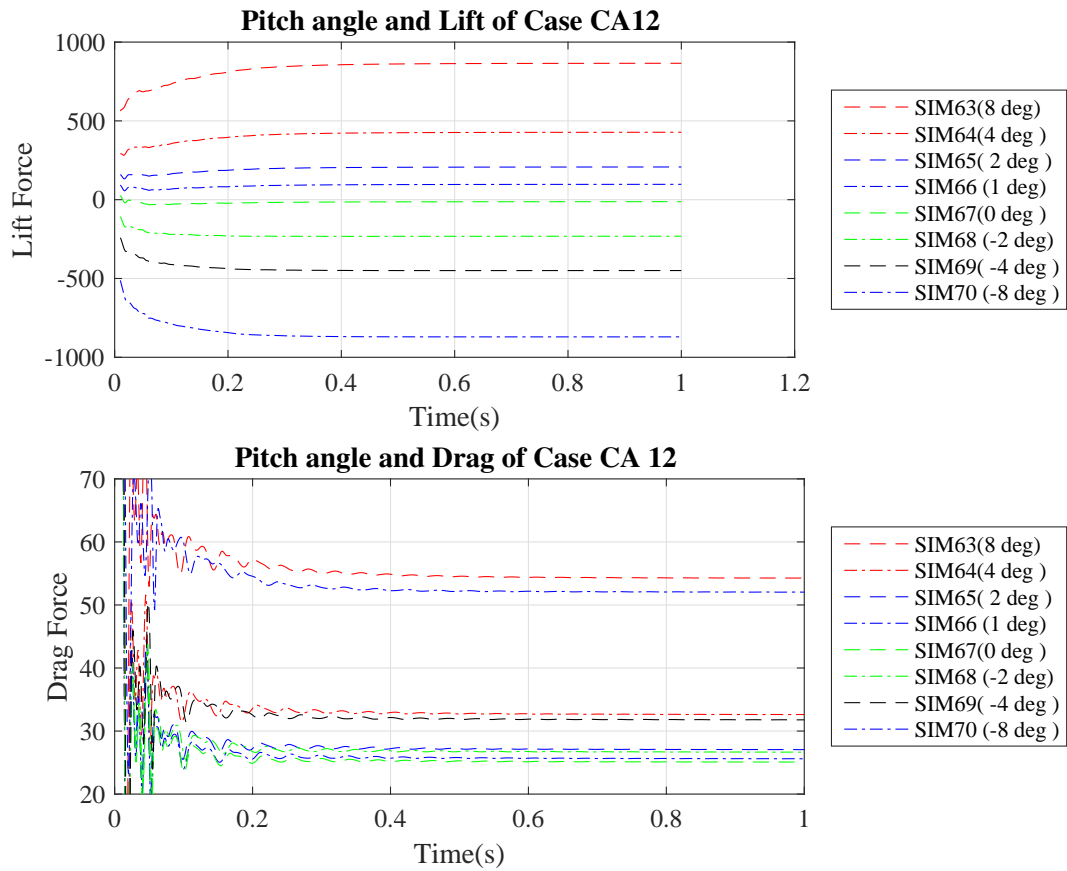 Pitch angle and Lift of Case CA12
1000
500
0
-500
-1000
Lift Force
0
0.2
0.4
0.6
0.8
1
1.2
Time(s)
SIM63(8 deg)
SIM64(4 deg )
SIM65( 2 deg )
SIM66 (1 deg)
SIM67(0 deg )
SIM68 (-2 deg)
SIM69( -4 deg )
SIM70 (-8 deg )
Pitch angle and Drag of Case CA 12
70
60
50
40
30
20
Drag Force
0
0.2
0.4
0.6
0.8
1
Time(s)
SIM63(8 deg)
SIM64(4 deg )
SIM65( 2 deg )
SIM66 (1 deg)
SIM67(0 deg )
SIM68 (-2 deg)
SIM69( -4 deg )
SIM70 (-8 deg )